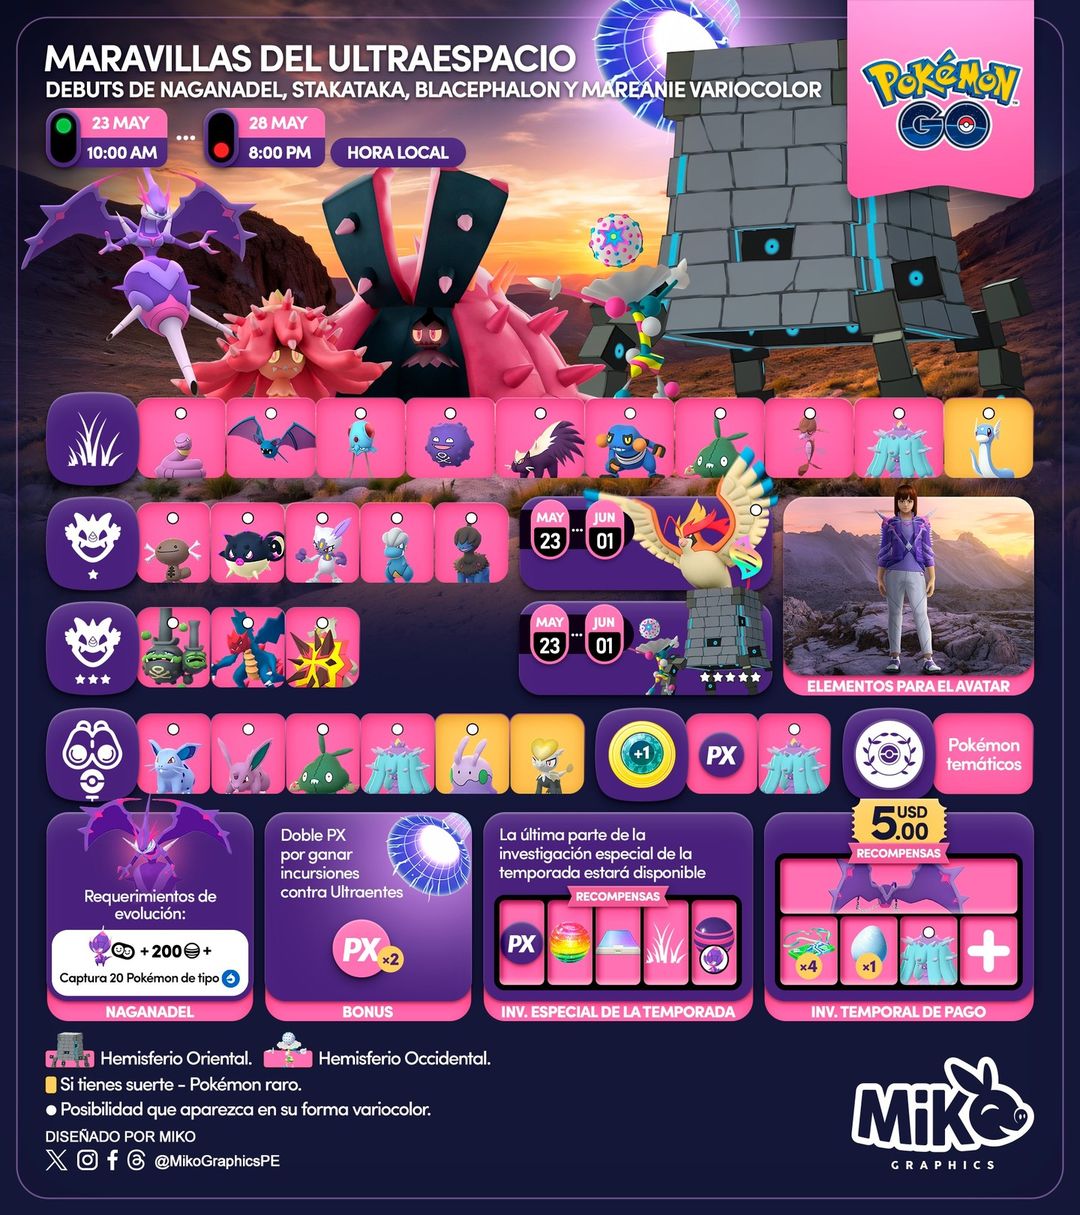 MARAVILLAS DEL ULTRAESPACIO
DEBUTS DE NAGANADEL, STAKATAKA, BLACEPHALON Y MAREANIE VARIOCOLOR
POKÉMON
GO
23 MAY
10:00 AM
...
28 MAY
8:00 PM
HORA LOCAL
MAY
23
...
JUN
01
MAY
23
...
JUN
01
ELEMENTOS PARA EL AVATAR
+1
PX
Pokémon
temáticos
Requerimientos de
evolución:
+ 200 +
Captura 20 Pokémon de tipo
NAGANADEL
Doble PX
por ganar
incursiones
contra Ultraentes
PX
×2
BONUS
La última parte de la
investigación especial de la
temporada estará disponible
RECOMPENSAS
PX
INV. ESPECIAL DE LA TEMPORADA
5 USD
.00
RECOMPENSAS
×4
×1
INV. TEMPORAL DE PAGO
Hemisferio Oriental. Hemisferio Occidental.
Si tienes suerte - Pokémon raro.
Posibilidad que aparezca en su forma variocolor.
DISEÑADO POR MIKO
@MikoGraphicsPE
MiKO
GRAPHICS